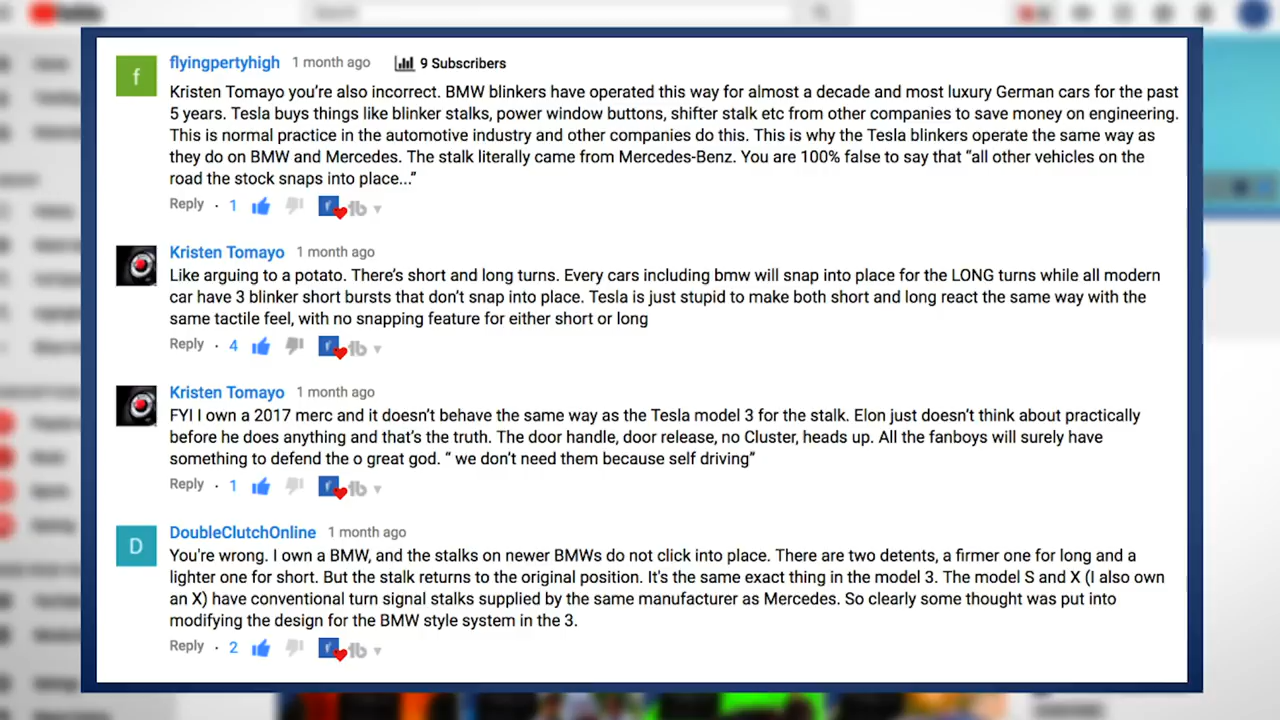 flyingpertyhigh 1 month ago 9 Subscribers
Kristen Tomayo you're also incorrect. BMW blinkers have operated this way for almost a decade and most luxury German cars for the past
5 years. Tesla buys things like blinker stalks, power window buttons, shifter stalk etc from other companies to save money on engineering.
This is normal practice in the automotive industry and other companies do this. This is why the Tesla blinkers operate the same way as
they do on BMW and Mercedes. The stalk literally came from Mercedes-Benz. You are 100% false to say that “all other vehicles on the
road the stock snaps into place...”
Reply · 1
Kristen Tomayo 1 month ago
Like arguing to a potato. There's short and long turns. Every cars including bmw will snap into place for the LONG turns while all modern
car have 3 blinker short bursts that don't snap into place. Tesla is just stupid to make both short and long react the same way with the
same tactile feel, with no snapping feature for either short or long
Reply · 4
Kristen Tomayo 1 month ago
FYI I own a 2017 merc and it doesn't behave the same way as the Tesla model 3 for the stalk. Elon just doesn't think about practically
before he does anything and that's the truth. The door handle, door release, no Cluster, heads up. All the fanboys will surely have
something to defend the o great god. “ we don't need them because self driving”
Reply · 1
D
DoubleClutchOnline 1 month ago
You're wrong. I own a BMW, and the stalks on newer BMWs do not click into place. There are two detents, a firmer one for long and a
lighter one for short. But the stalk returns to the original position. It's the same exact thing in the model 3. The model S and X (I also own
an X) have conventional turn signal stalks supplied by the same manufacturer as Mercedes. So clearly some thought was put into
modifying the design for the BMW style system in the 3.
Reply · 2